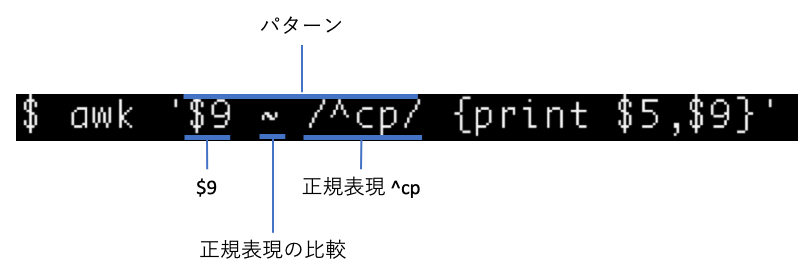 パターン
$ awk '$9 ~ /^cp/ {print $5,$9}'
$9
正規表現 ^cp
正規表現の比較